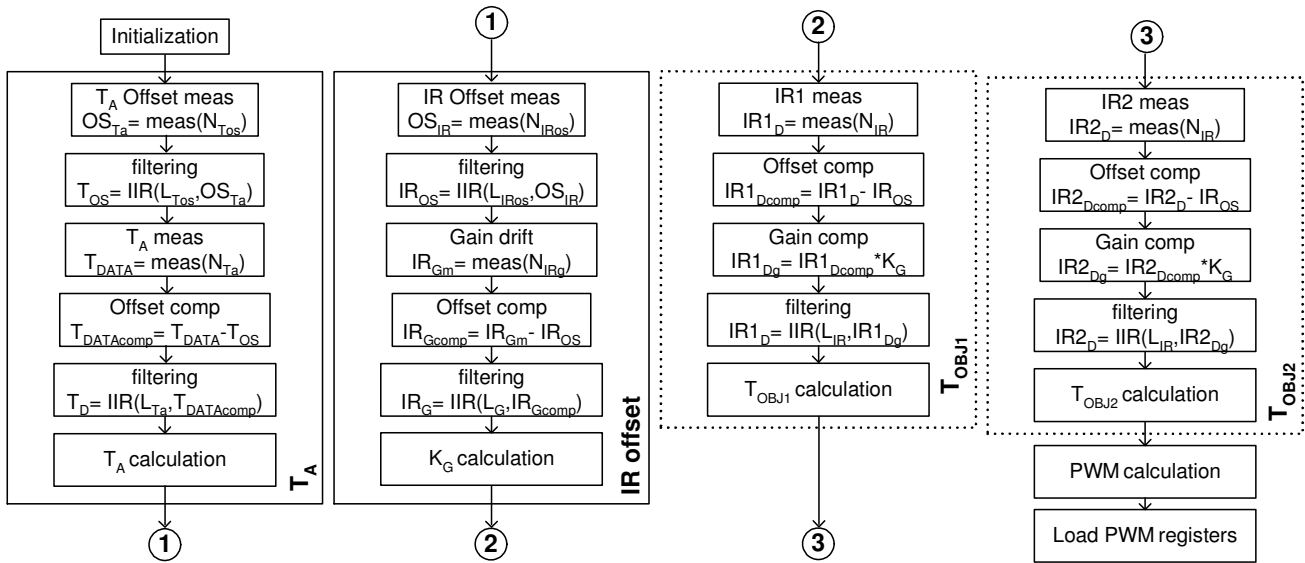 Initialization
T_A Offset meas
OS_Ta= meas(N_Tos)
filtering
T_OS= IIR(L_Tos,OS_Ta)
T_A meas
T_DATA= meas(N_Ta)
Offset comp
T_DATAcomp= T_DATA-T_OS
filtering
T_D= IIR(L_Ta,T_DATAcomp)
T_A calculation
T_A
1
1
IR Offset meas
OS_IR= meas(N_IRos)
filtering
IR_OS= IIR(L_IRos,OS_IR)
Gain drift
IR_Gm= meas(N_IRg)
Offset comp
IR_Gcomp= IR_Gm- IR_OS
filtering
IR_G= IIR(L_G,IR_Gcomp)
K_G calculation
IR offset
2
2
IR1 meas
IR1_D= meas(N_IR)
Offset comp
IR1_Dcomp= IR1_D- IR_OS
Gain comp
IR1_Dg= IR1_Dcomp*K_G
filtering
IR1_D= IIR(L_IR,IR1_Dg)
T_OBJ1 calculation
T_OBJ1
3
3
IR2 meas
IR2_D= meas(N_IR)
Offset comp
IR2_Dcomp= IR2_D- IR_OS
Gain comp
IR2_Dg= IR2_Dcomp*K_G
filtering
IR2_D= IIR(L_IR,IR2_Dg)
T_OBJ2 calculation
T_OBJ2
PWM calculation
Load PWM registers